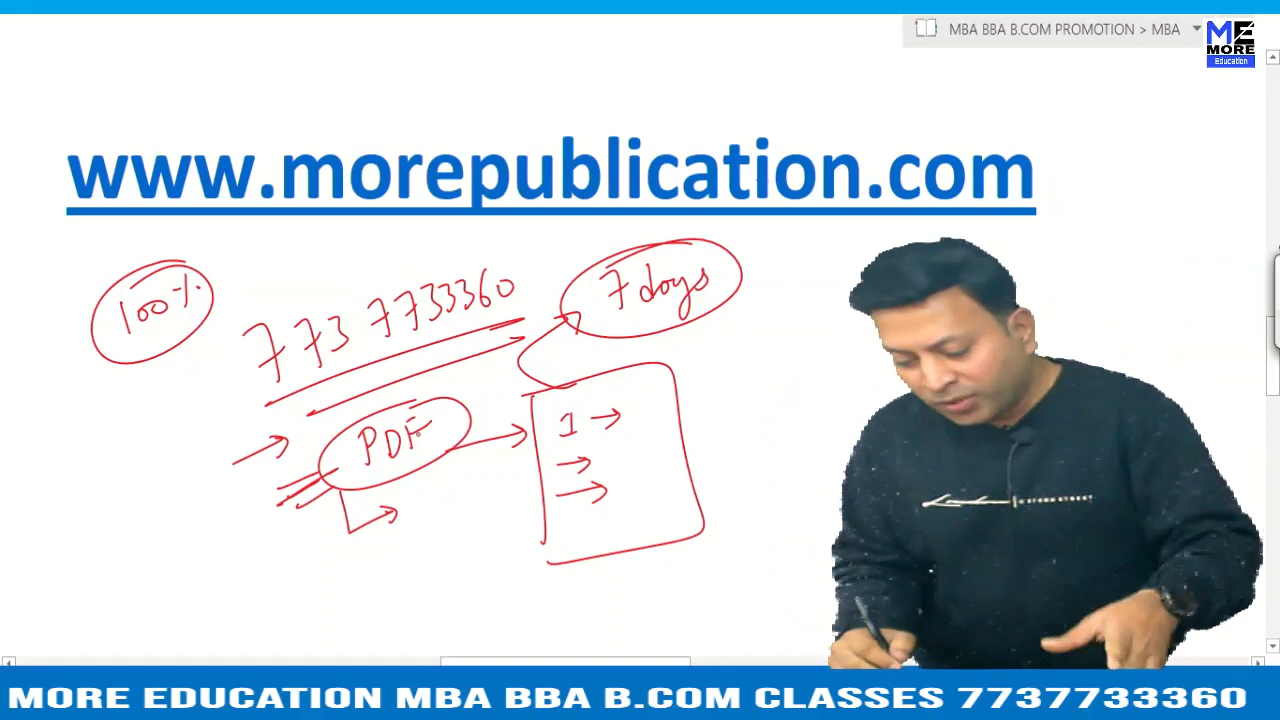 MBA BBA B.COM PROMOTION > MBA
ME
MORE
Education
www.morepublication.com
100%
773 7733360
7 days
PDF
1 →
MORE EDUCATION MBA BBA B.COM CLASSES 7737733360